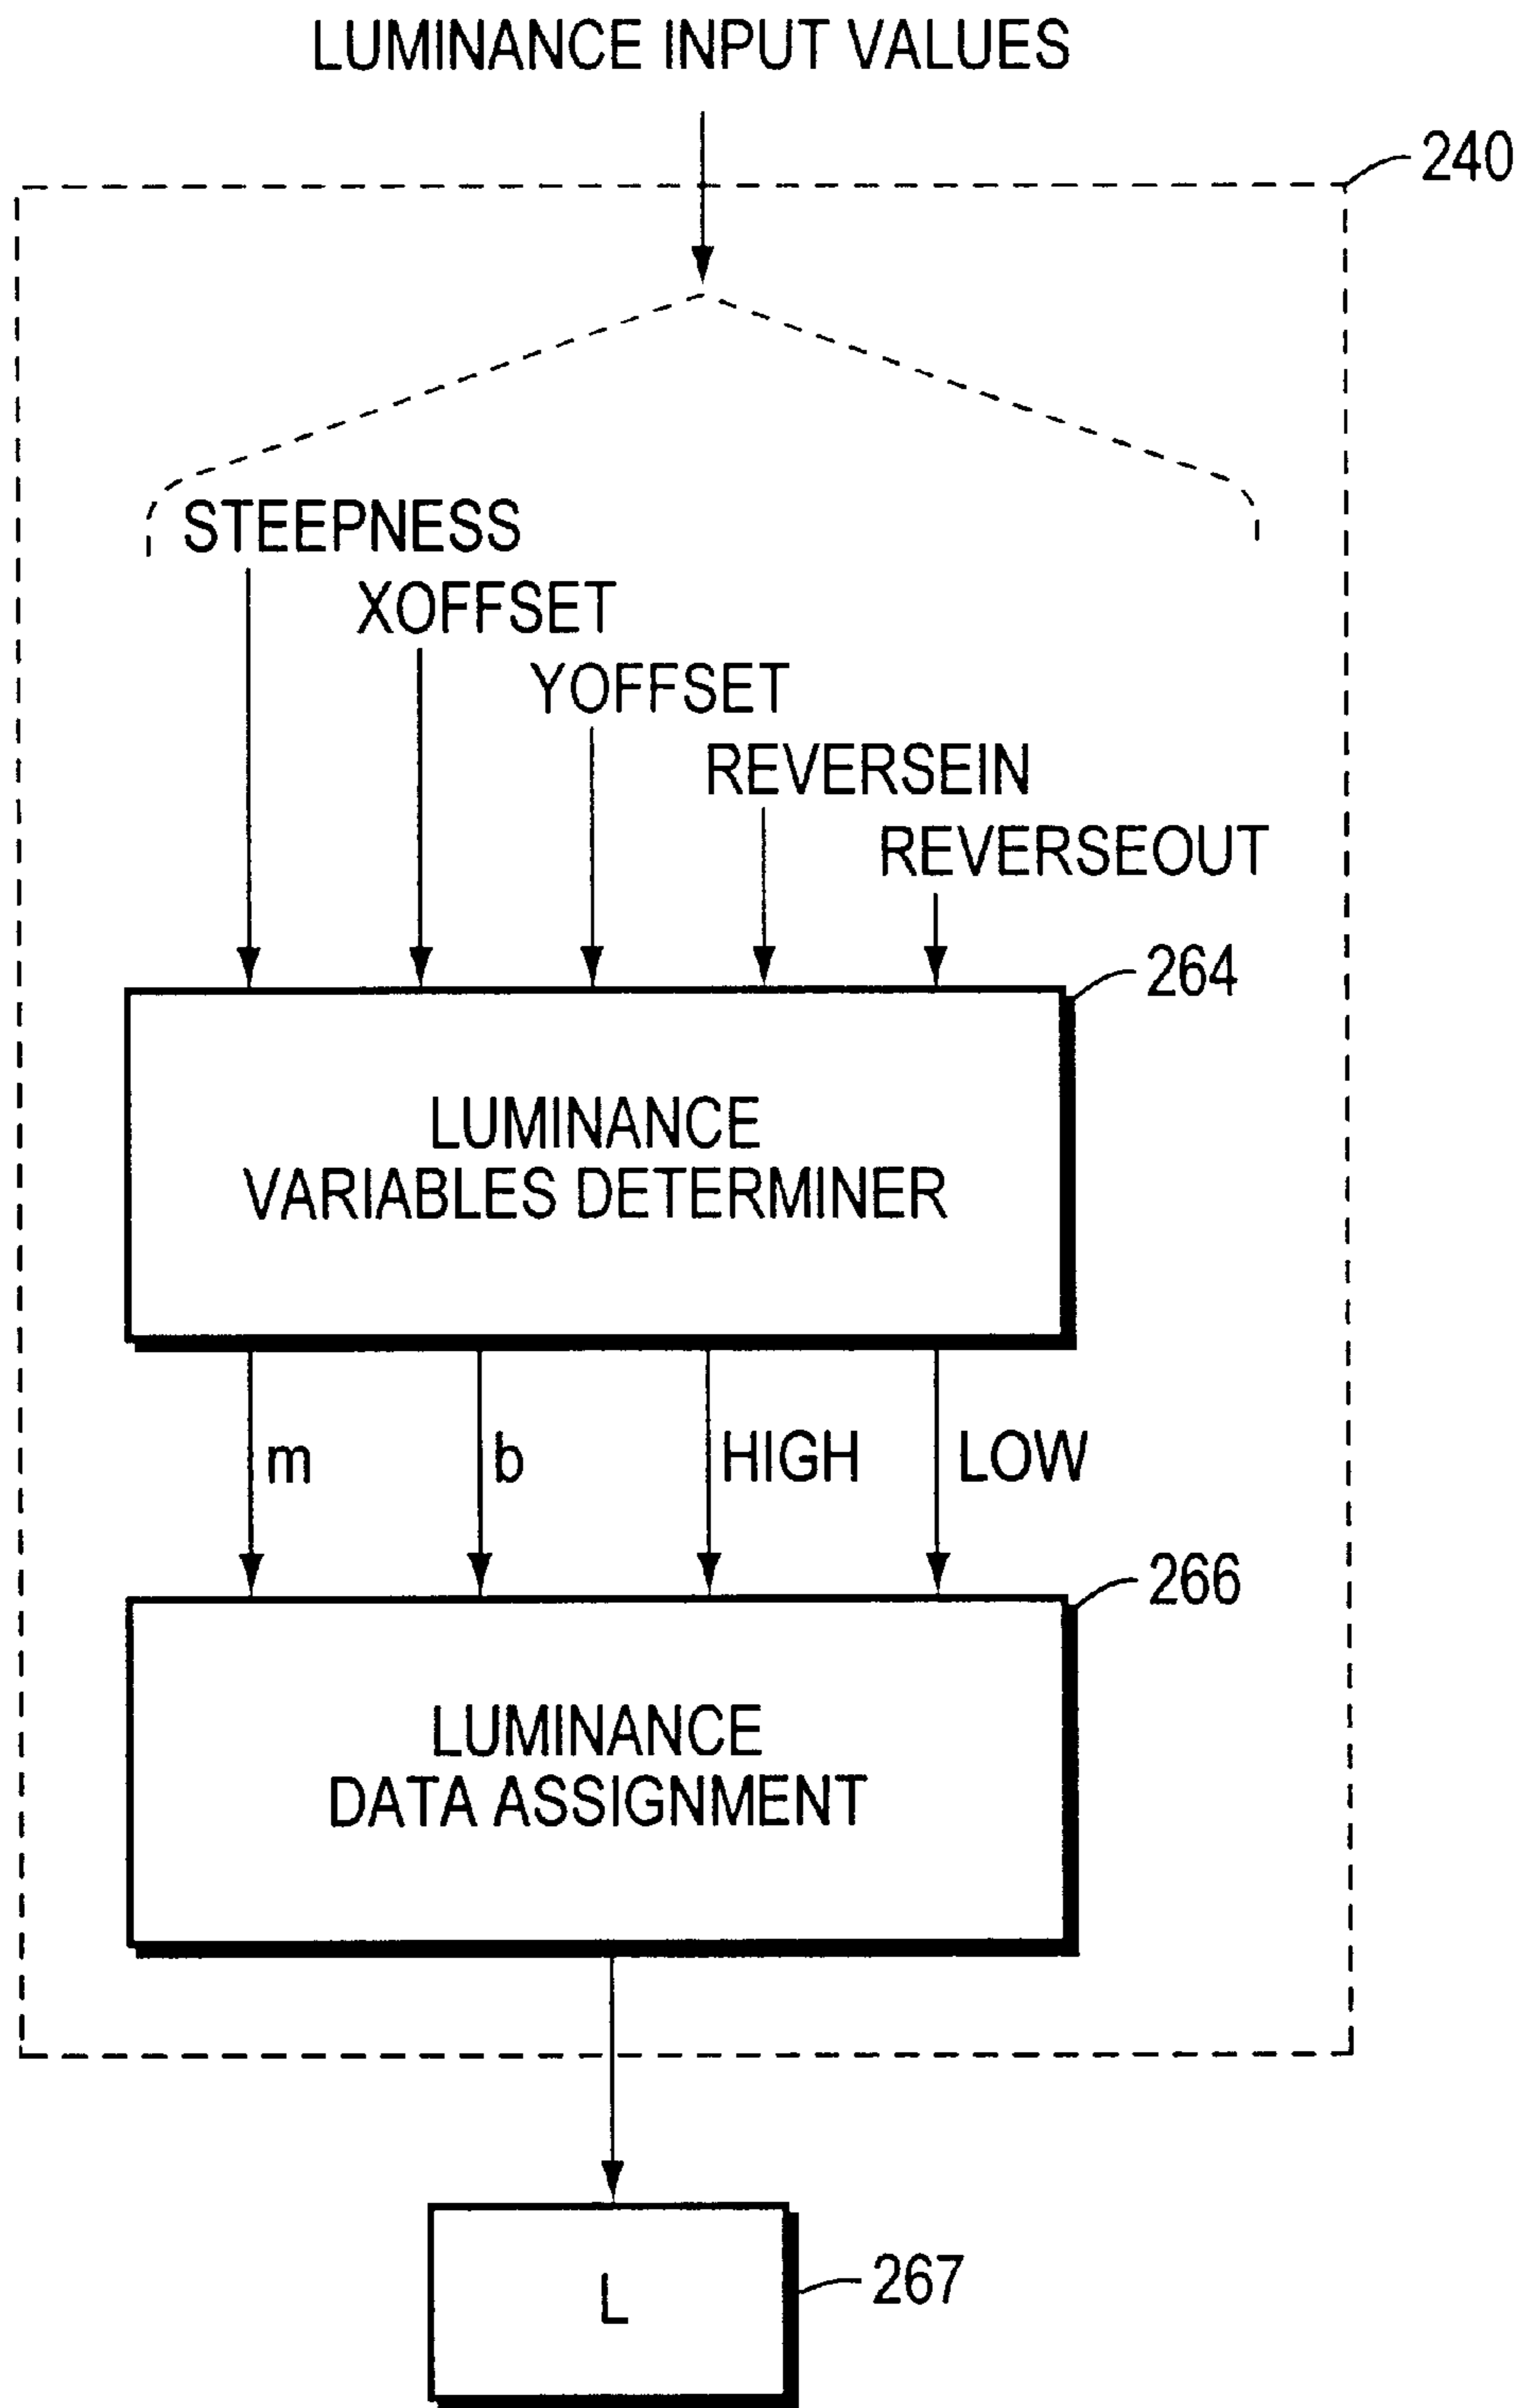 LUMINANCE INPUT VALUES
240
STEEPNESS
XOFFSET
YOFFSET
REVERSEIN
REVERSEOUT
264
LUMINANCE
VARIABLES DETERMINER
m b HIGH LOW
266
LUMINANCE
DATA ASSIGNMENT
L
267